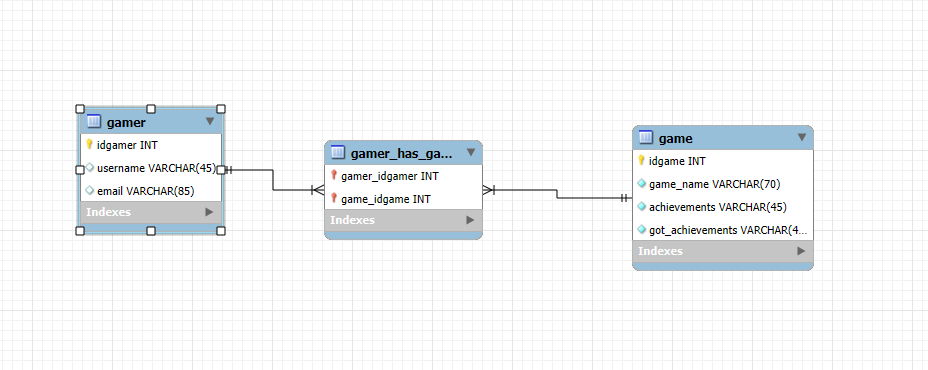 gamer
idgamer INT
username VARCHAR(45)
email VARCHAR(85)
Indexes
gamer_has_ga...
gamer_idgamer INT
game_idgame INT
Indexes
game
idgame INT
game_name VARCHAR(70)
achievements VARCHAR(45)
got_achievements VARCHAR(4...
Indexes